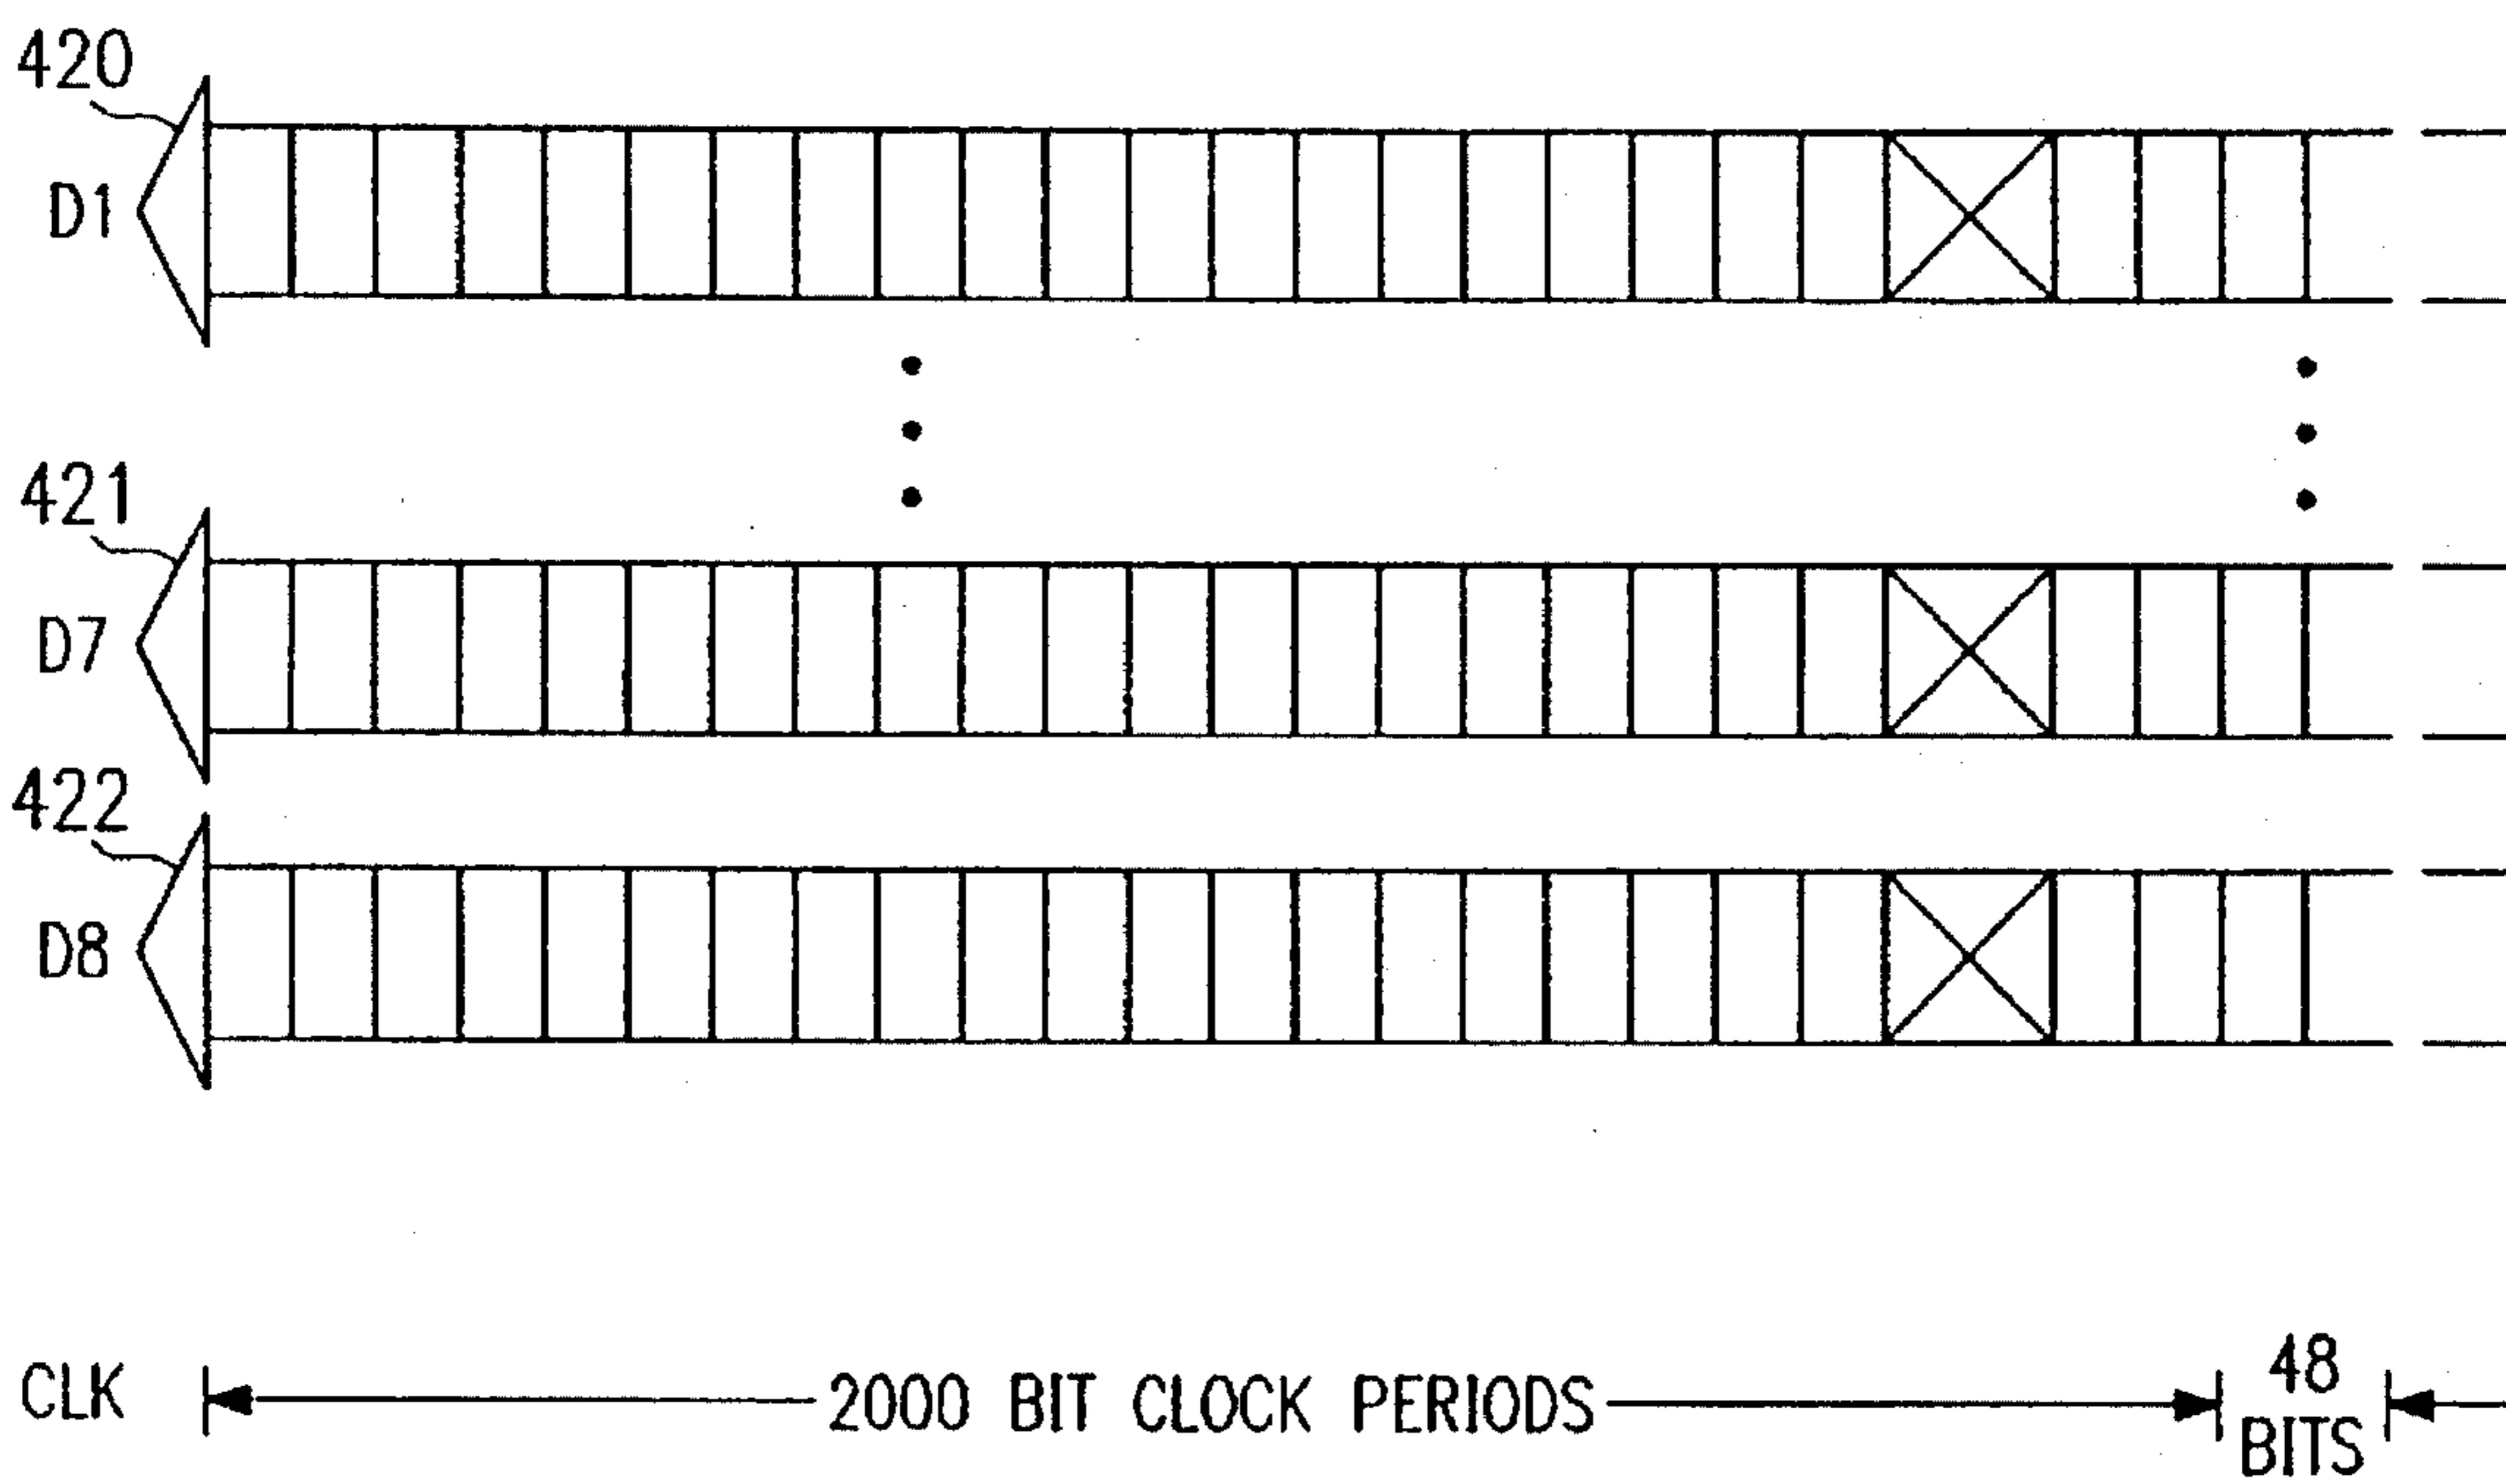 420
D1
421
D7
422
D8
CLK
2000 BIT CLOCK PERIODS
48
BITS